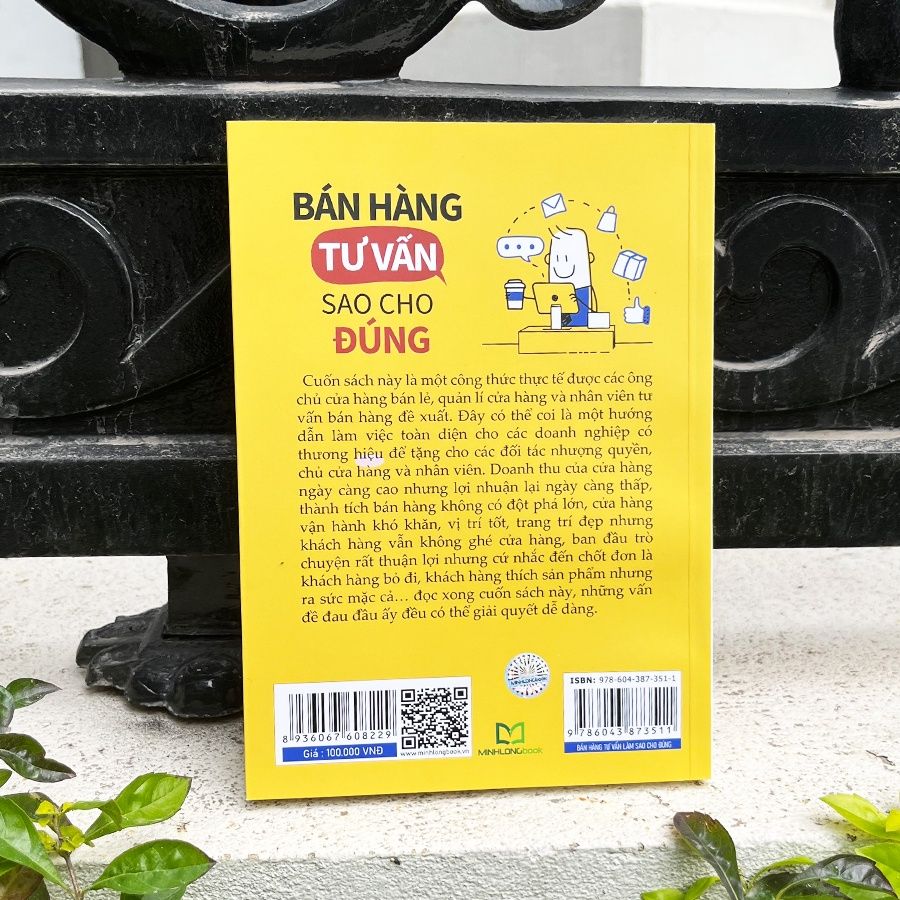 BÁN HÀNG
TƯ VẤN
SAO CHO
ĐÚNG
Cuốn sách này là một công thức thực tế được các ông
chủ cửa hàng bán lẻ, quản lí cửa hàng và nhân viên tư
vấn bán hàng đề xuất. Đây có thể coi là một hướng
dẫn làm việc toàn diện cho các doanh nghiệp có
thương hiệu để tặng cho các đối tác nhượng quyền,
chủ cửa hàng và nhân viên. Doanh thu của cửa hàng
ngày càng cao nhưng lợi nhuận lại ngày càng thấp,
thành tích bán hàng không có đột phá lớn, cửa hàng
vận hành khó khăn, vị trí tốt, trang trí đẹp nhưng
khách hàng vẫn không ghé cửa hàng, ban đầu trò
chuyện rất thuận lợi nhưng cứ nhắc đến chốt đơn là
khách hàng bỏ đi, khách hàng thích sản phẩm nhưng
ra sức mặc cả... đọc xong cuốn sách này, những vấn
đề đau đầu ấy đều có thể giải quyết dễ dàng.
8 936067 608229
Giá : 100.000 VNĐ
www.minhlongbook.vn
MINHLONGbook
MINHLONGbook
ISBN: 978-604-387-351-1
9 786043 873511
BÁN HÀNG TƯ VẤN LÀM SAO CHO ĐÚNG